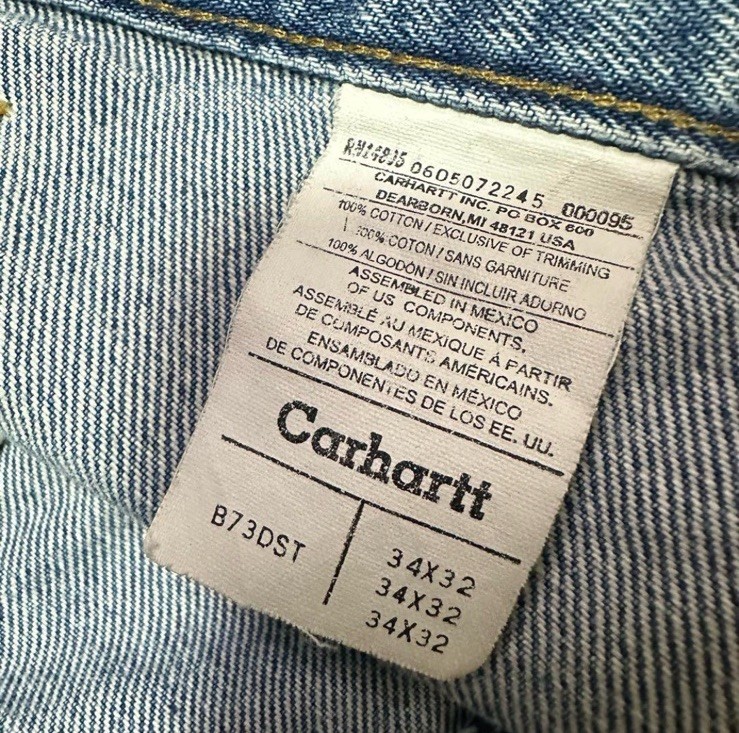 RN14806 0605072245 000095
CARHARTT INC. PO BOX 600
DEARBORN, MI 48121 USA
100% COTTON / EXCLUSIVE OF TRIMMING
100% COTON / SANS GARNITURE
100% ALGODÓN / SIN INCLUIR ADORNO
ASSEMBLED IN MEXICO
OF US COMPONENTS,
ASSEMBLÉ AU MEXIQUE À PARTIR
DE COMPOSANTS AMÉRICAINS.
ENSAMBLADO EN MÉXICO
DE COMPONENTES DE LOS EE. UU.
Carhartt
B73DST
34X32
34X32
34X32